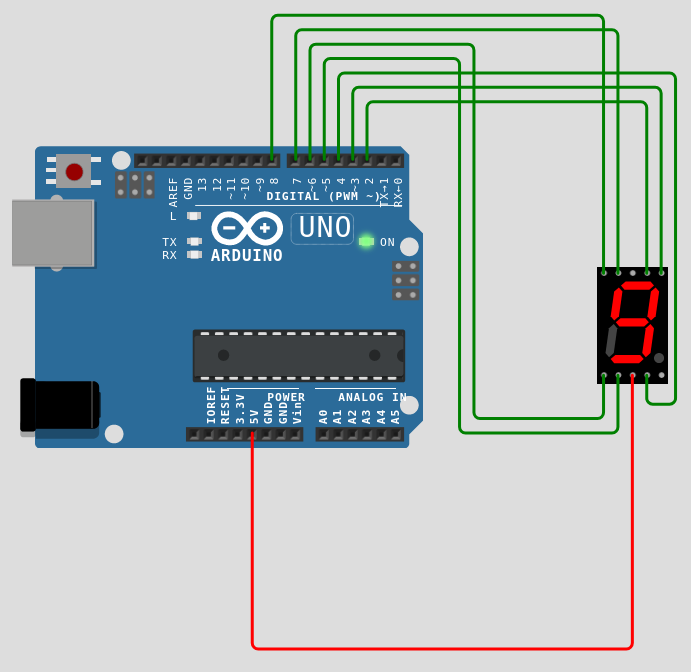 AREF
GND
13
12
~11
~10
~9
8
7
~6
~5
4
~3
2
TX→1
RX←0
DIGITAL (PWM ~)
L
TX
RX
UNO
ON
ARDUINO
POWER
ANALOG IN
IOREF
RESET
3.3V
5V
GND
GND
Vin
A0
A1
A2
A3
A4
A5
9